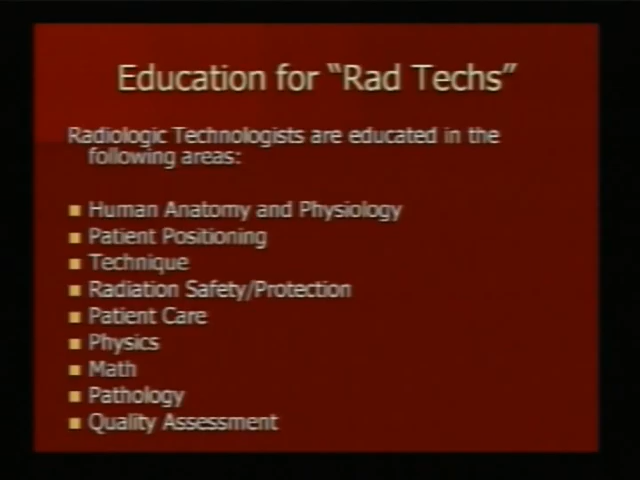 Education for “Rad Techs”
Radiologic Technologists are educated in the
following areas:
Human Anatomy and Physiology
Patient Positioning
Technique
Radiation Safety/Protection
Patient Care
Physics
Math
Pathology
Quality Assessment